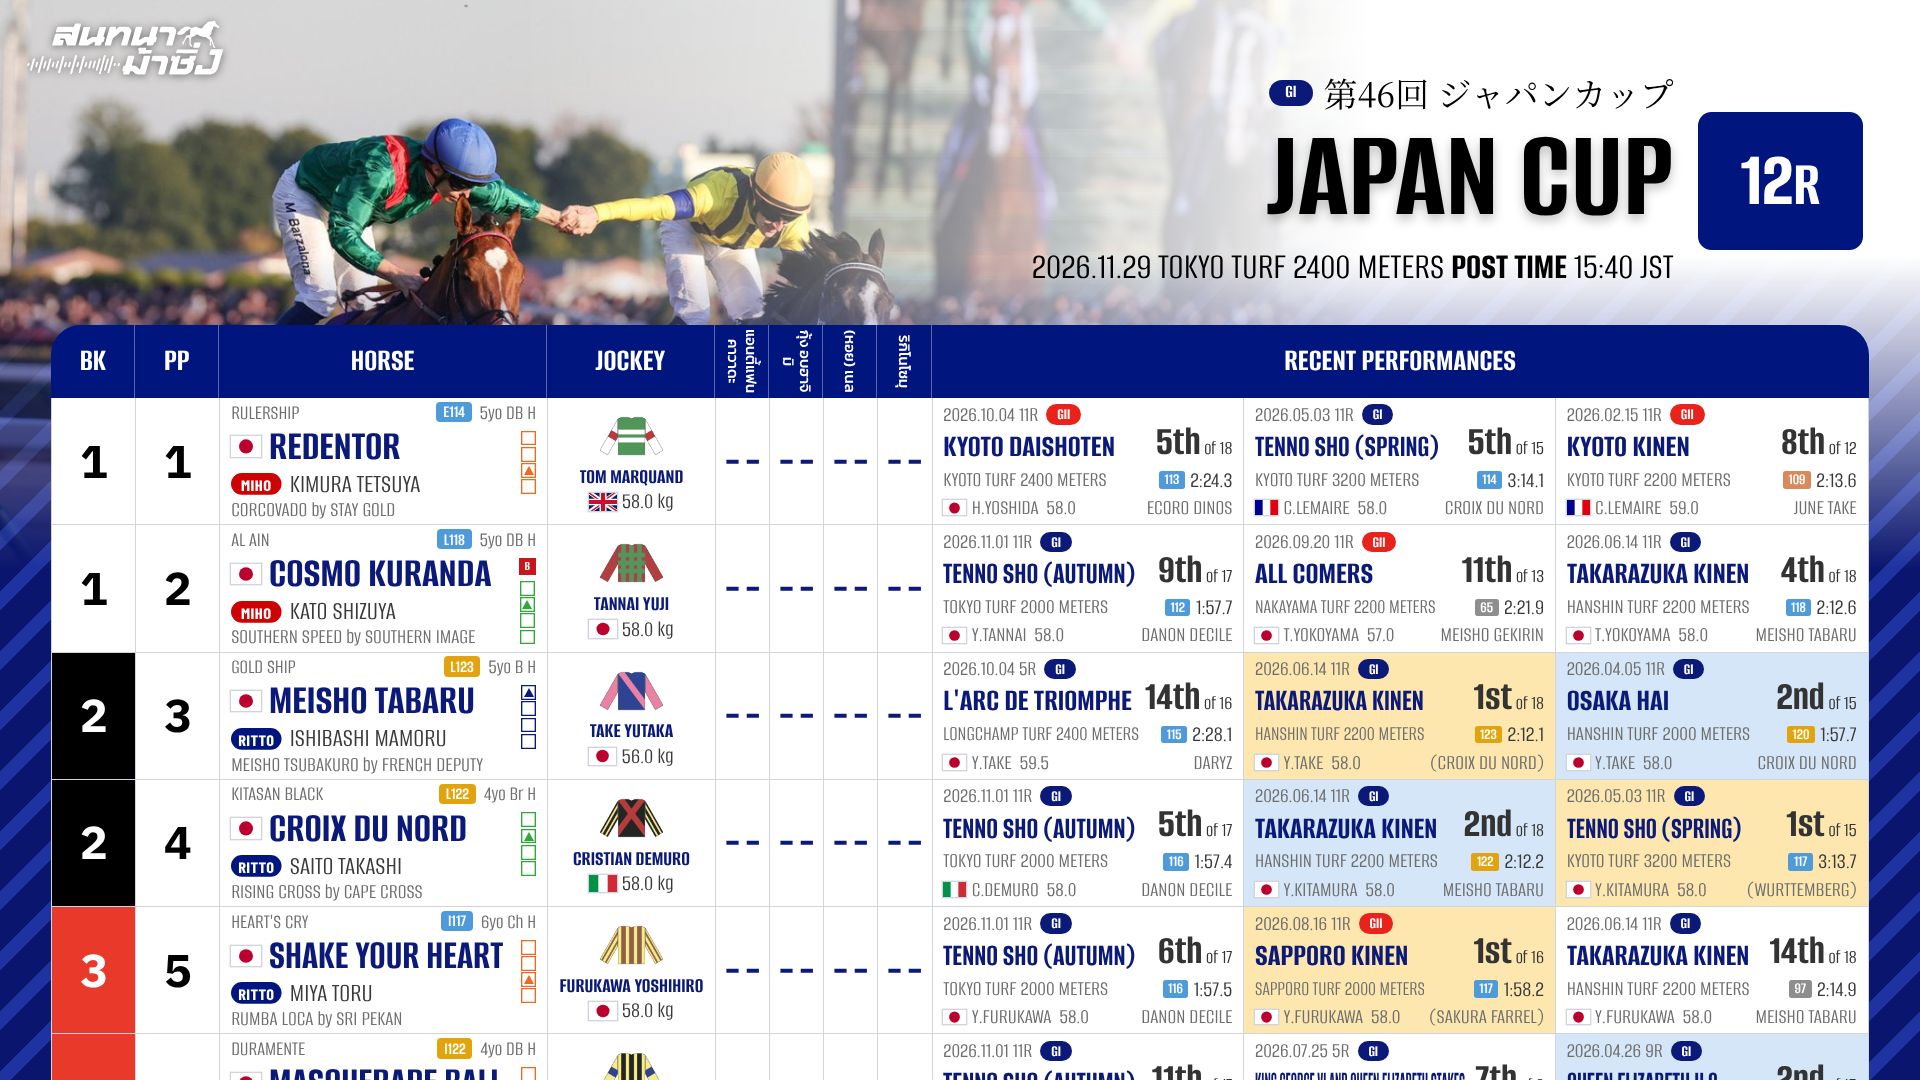 สนทนา
ม้าซิ่ง
M Barzalona
GI 第46回 ジャパンカップ
JAPAN CUP
12R
2026.11.29 TOKYO TURF 2400 METERS POST TIME 15:40 JST
BK PP HORSE JOCKEY RECENT PERFORMANCES
1 1
RULERSHIP E114 5yo DB H
REDENTOR
MIHO KIMURA TETSUYA
CORCOVADO by STAY GOLD
TOM MARQUAND
58.0 kg
-- -- -- --
2026.10.04 11R GII
KYOTO DAISHOTEN 5th of 18
KYOTO TURF 2400 METERS 113 2:24.3
H.YOSHIDA 58.0 ECORO DINOS
2026.05.03 11R GI
TENNO SHO (SPRING) 5th of 15
KYOTO TURF 3200 METERS 114 3:14.1
C.LEMAIRE 58.0 CROIX DU NORD
2026.02.15 11R GII
KYOTO KINEN 8th of 12
KYOTO TURF 2200 METERS 109 2:13.6
C.LEMAIRE 59.0 JUNE TAKE
1 2
AL AIN L118 5yo DB H
COSMO KURANDA B
MIHO KATO SHIZUYA
SOUTHERN SPEED by SOUTHERN IMAGE
TANNAI YUJI
58.0 kg
-- -- -- --
2026.11.01 11R GI
TENNO SHO (AUTUMN) 9th of 17
TOKYO TURF 2000 METERS 112 1:57.7
Y.TANNAI 58.0 DANON DECILE
2026.09.20 11R GII
ALL COMERS 11th of 13
NAKAYAMA TURF 2200 METERS 65 2:21.9
T.YOKOYAMA 57.0 MEISHO GEKIRIN
2026.06.14 11R GI
TAKARAZUKA KINEN 4th of 18
HANSHIN TURF 2200 METERS 118 2:12.6
T.YOKOYAMA 58.0 MEISHO TABARU
2 3
GOLD SHIP L123 5yo B H
MEISHO TABARU
RITTO ISHIBASHI MAMORU
MEISHO TSUBAKURO by FRENCH DEPUTY
TAKE YUTAKA
56.0 kg
-- -- -- --
2026.10.04 5R GI
L'ARC DE TRIOMPHE 14th of 16
LONGCHAMP TURF 2400 METERS 115 2:28.1
Y.TAKE 59.5 DARYZ
2026.06.14 11R GI
TAKARAZUKA KINEN 1st of 18
HANSHIN TURF 2200 METERS 123 2:12.1
Y.TAKE 58.0 (CROIX DU NORD)
2026.04.05 11R GI
OSAKA HAI 2nd of 15
HANSHIN TURF 2000 METERS 120 1:57.7
Y.TAKE 58.0 CROIX DU NORD
2 4
KITASAN BLACK L122 4yo Br H
CROIX DU NORD
RITTO SAITO TAKASHI
RISING CROSS by CAPE CROSS
CRISTIAN DEMURO
58.0 kg
-- -- -- --
2026.11.01 11R GI
TENNO SHO (AUTUMN) 5th of 17
TOKYO TURF 2000 METERS 116 1:57.4
C.DEMURO 58.0 DANON DECILE
2026.06.14 11R GI
TAKARAZUKA KINEN 2nd of 18
HANSHIN TURF 2200 METERS 122 2:12.2
Y.KITAMURA 58.0 MEISHO TABARU
2026.05.03 11R GI
TENNO SHO (SPRING) 1st of 15
KYOTO TURF 3200 METERS 117 3:13.7
Y.KITAMURA 58.0 (WURTTEMBERG)
3 5
HEART'S CRY I117 6yo Ch H
SHAKE YOUR HEART
RITTO MIYA TORU
RUMBA LOCA by SRI PEKAN
FURUKAWA YOSHIHIRO
58.0 kg
-- -- -- --
2026.11.01 11R GI
TENNO SHO (AUTUMN) 6th of 17
TOKYO TURF 2000 METERS 116 1:57.5
Y.FURUKAWA 58.0 DANON DECILE
2026.08.16 11R GII
SAPPORO KINEN 1st of 16
SAPPORO TURF 2000 METERS 117 1:58.2
Y.FURUKAWA 58.0 (SAKURA FARREL)
2026.06.14 11R GI
TAKARAZUKA KINEN 14th of 18
HANSHIN TURF 2200 METERS 97 2:14.9
Y.FURUKAWA 58.0 MEISHO TABARU
DURAMENTE I122 4yo DB H
MASQUERADE BALL
2026.11.01 11R GI
TENNO SHO (AUTUMN) 11th
2026.07.25 5R GI
KING GEORGE VI AND QUEEN ELIZABETH STAKES 7th
2026.04.26 9R GI
QUEEN ELIZABETH II C 2nd